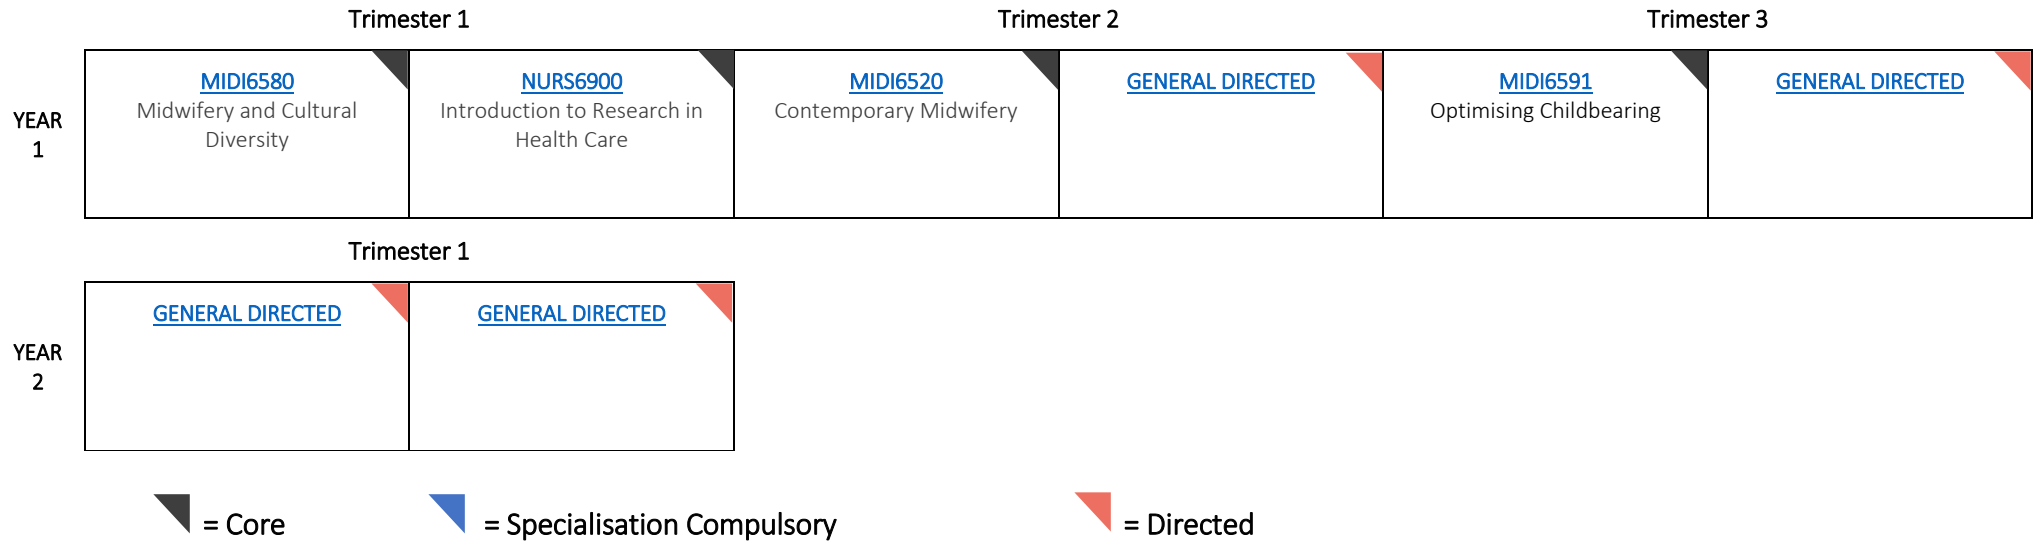 Trimester 1
Trimester 2
Trimester 3
YEAR
1
MIDI6580
Midwifery and Cultural
Diversity
NURS6900
Introduction to Research in
Health Care
MIDI6520
Contemporary Midwifery
GENERAL DIRECTED
MIDI6591
Optimising Childbearing
GENERAL DIRECTED
Trimester 1
YEAR
2
GENERAL DIRECTED
GENERAL DIRECTED
= Core
= Specialisation Compulsory
= Directed